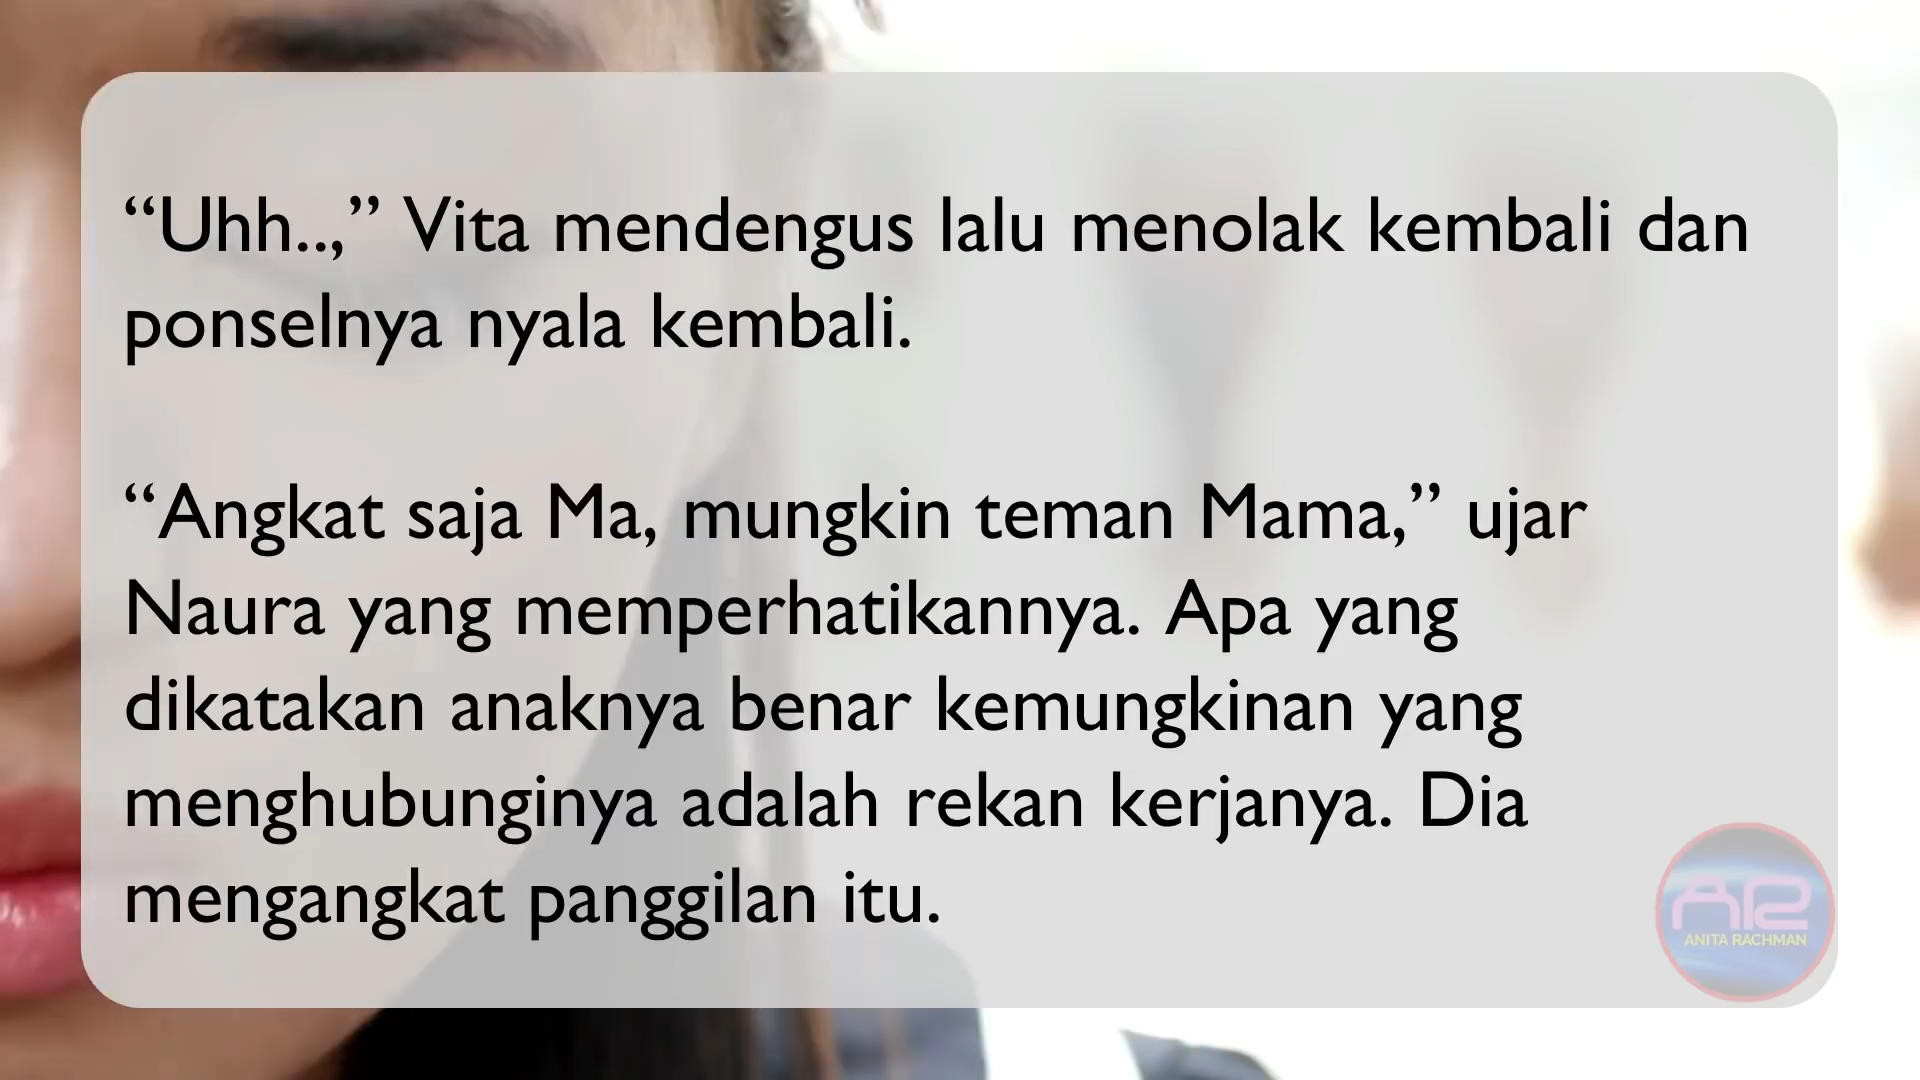 “Uhh..,” Vita mendengus lalu menolak kembali dan
ponselnya nyala kembali.
“Angkat saja Ma, mungkin teman Mama,” ujar
Naura yang memperhatikannya. Apa yang
dikatakan anaknya benar kemungkinan yang
menghubunginya adalah rekan kerjanya. Dia
mengangkat panggilan itu.
AR
ANITA RACHMAN